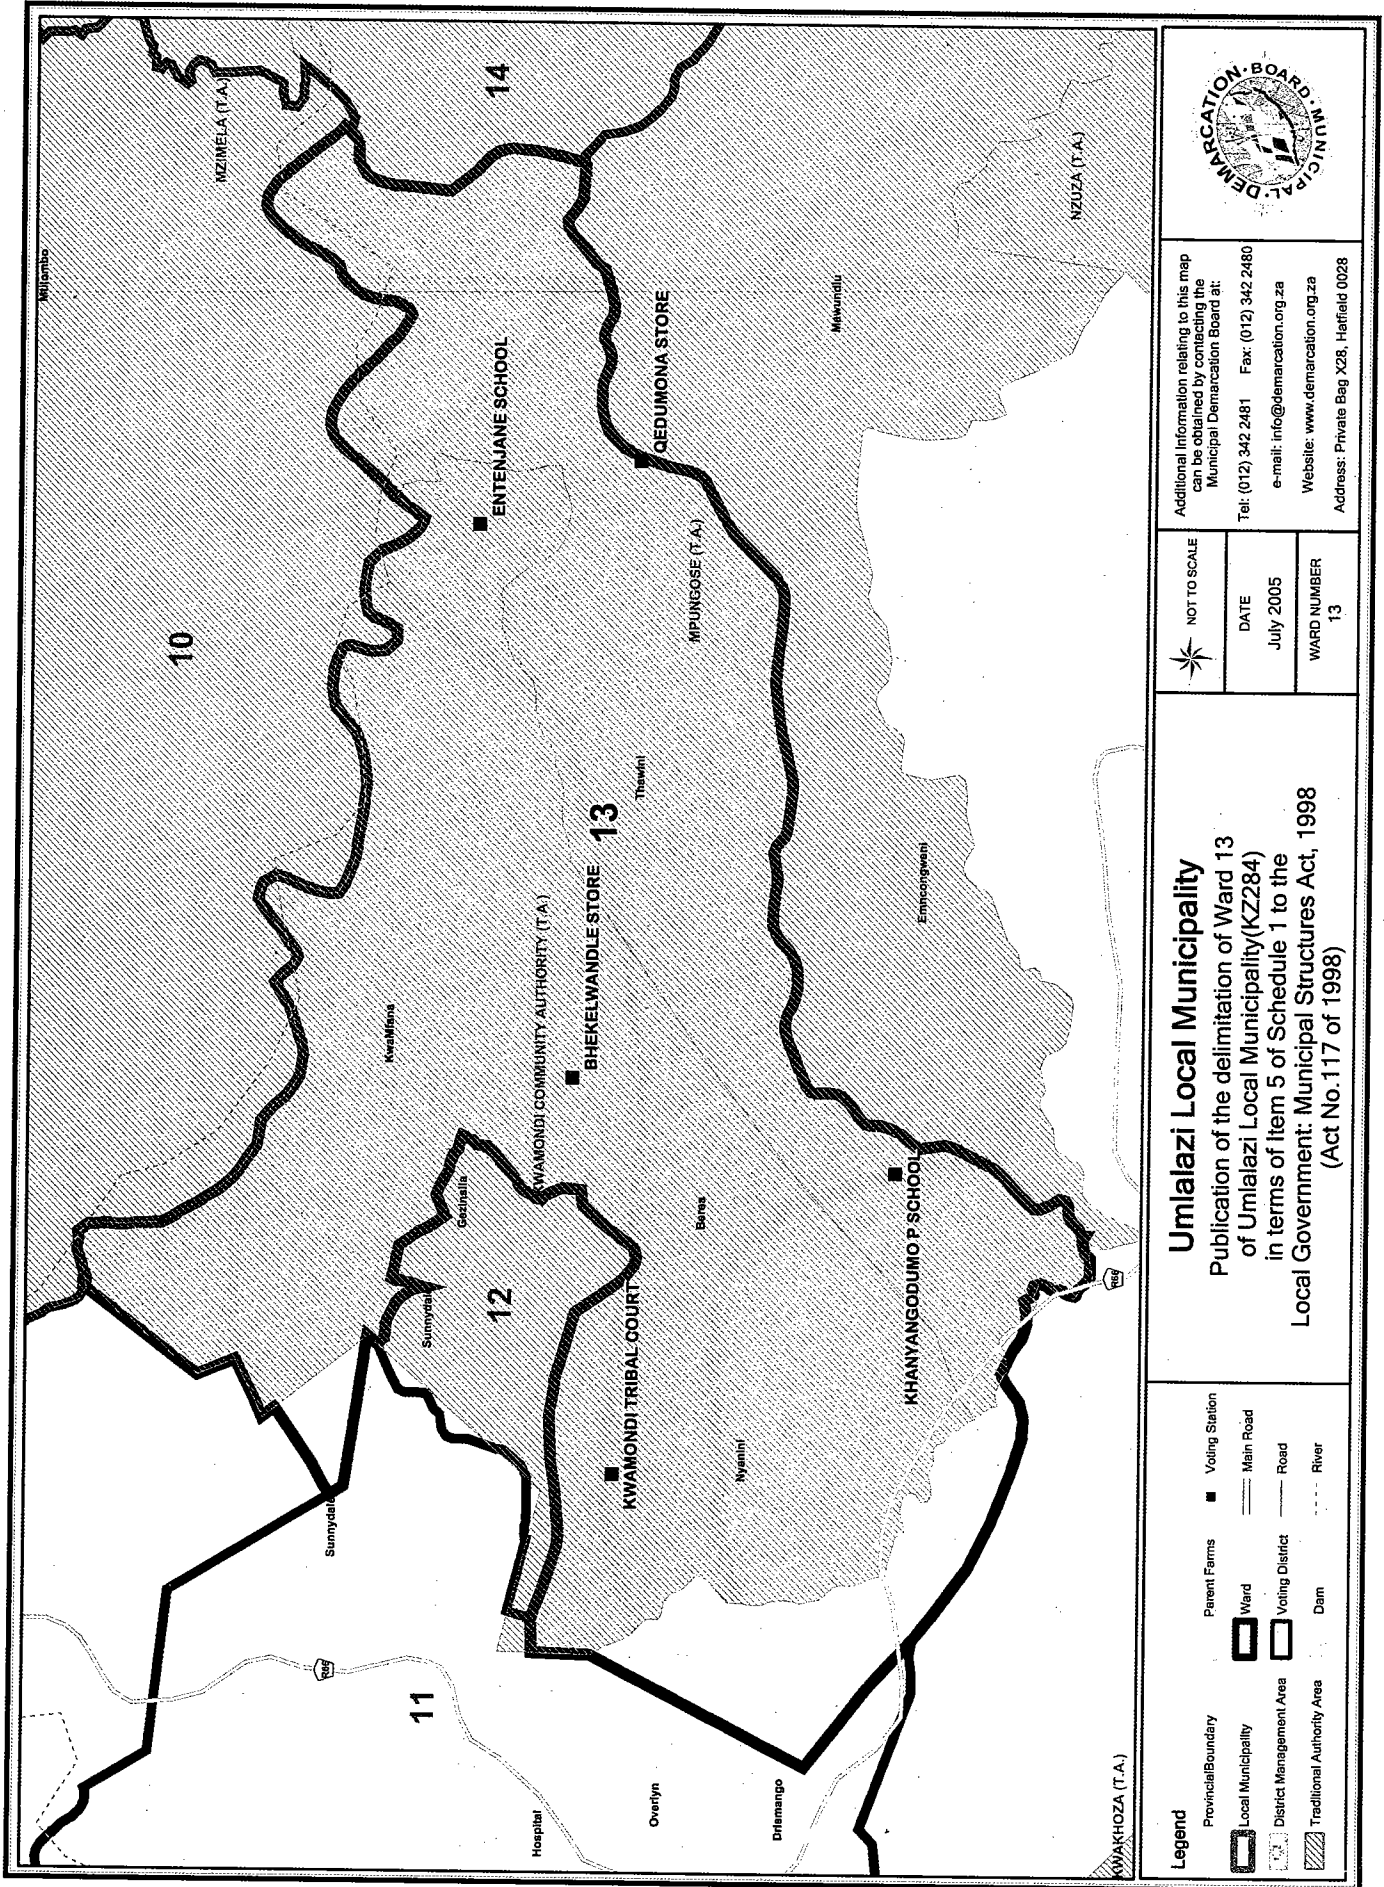 Mlilombo
MZIMELA (T.A.)
14
10
ENTENJANE SCHOOL
QEDUMONA STORE
Mawundlu
NZUZA (T.A.)
MPUNGOSE (T.A.)
13
Thawini
BHEKELWANDLE STORE
KWAMONDI COMMUNITY AUTHORITY (T.A.)
KwaMfana
Emncongweni
Gezinsila
Sunnydale
12
Beres
KHANYANGODUMO P SCHOOL
R66
KWAMONDI TRIBAL COURT
Nyanini
Sunnydale
R66
11
Hospital
Overlyn
Driemango
KWAKHOZA (T.A.)
Legend
ProvincialBoundary
Local Municipality
District Management Area
Traditional Authority Area
Parent Farms
Ward
Voting District
Dam
Voting Station
Main Road
Road
River
Umlalazi Local Municipality
Publication of the delimitation of Ward 13
of Umlalazi Local Municipality(KZ284)
in terms of Item 5 of Schedule 1 to the
Local Government: Municipal Structures Act, 1998
(Act No.117 of 1998)
NOT TO SCALE
DATE
July 2005
WARD NUMBER
13
Additional Information relating to this map
can be obtained by contacting the
Municipal Demarcation Board at:
Tel: (012) 342 2481 Fax: (012) 342 2480
e-mail: info@demarcation.org.za
Website: www.demarcation.org.za
Address: Private Bag X28, Hatfield 0028
MUNICIPAL · DEMARCATION · BOARD ·